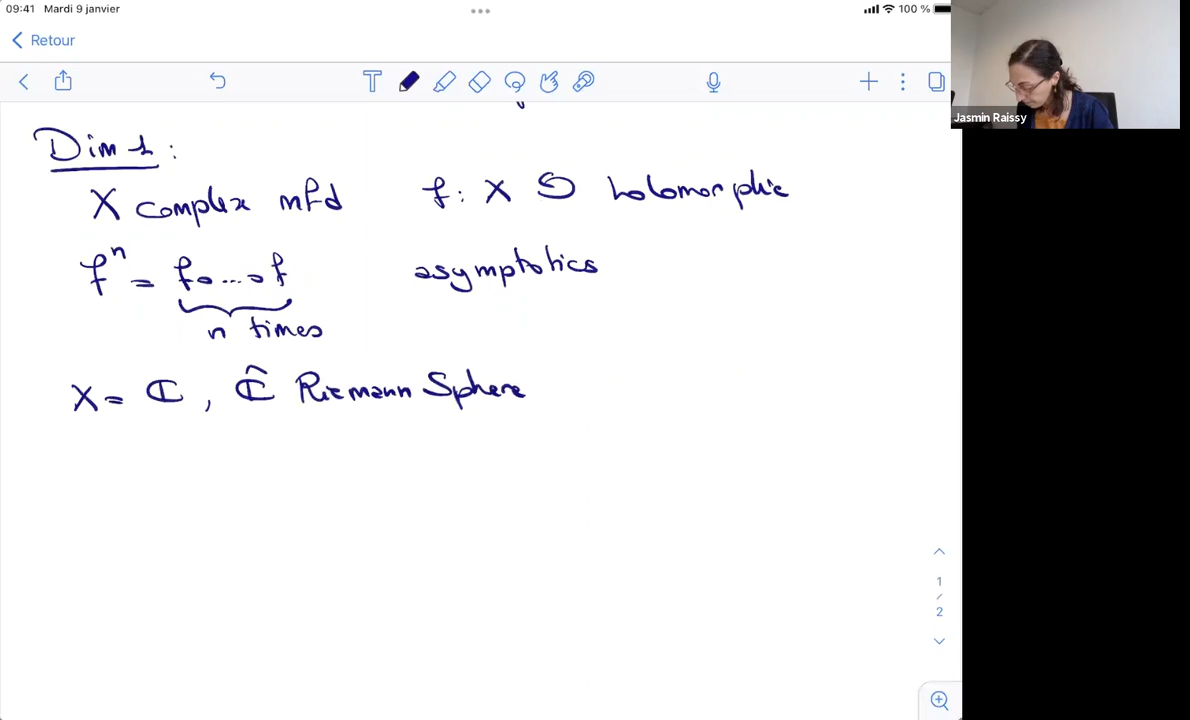 09:41 Mardi 9 janvier
100 %
Retour
Jasmin Raissy
Dim 1 :
X complex mfd f: X ↺ holomorphic
fⁿ = f∘...∘f asymptotics
n times
X = ℂ , ℂ̂ Riemann Sphere
1
/
2